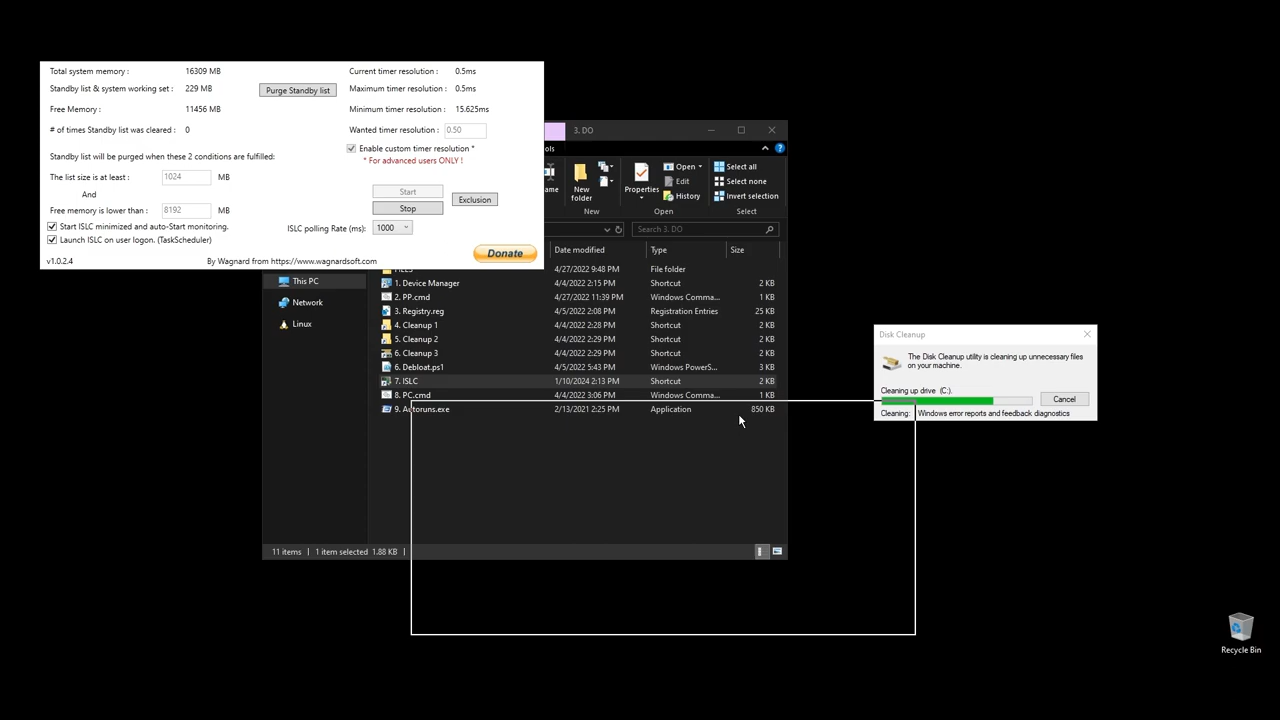 Total system memory : 16309 MB
Standby list & system working set : 229 MB
Purge Standby list
Free Memory : 11456 MB
# of times Standby list was cleared : 0
Standby list will be purged when these 2 conditions are fulfilled:
The list size is at least : 1024 MB
And
Free memory is lower than : 8192 MB
Start ISLC minimized and auto-Start monitoring.
Launch ISLC on user logon. (TaskScheduler)
v1.0.2.4
By Wagnard from https://www.wagnardsoft.com
Current timer resolution : 0.5ms
Maximum timer resolution : 0.5ms
Minimum timer resolution : 15.625ms
Wanted timer resolution : 0.50
Enable custom timer resolution *
* For advanced users ONLY !
Start
Stop
Exclusion
ISLC polling Rate (ms): 1000
Donate
3. DO
ols
ame
New folder
Properties
Open
Edit
History
Select all
Select none
Invert selection
New
Open
Select
Search 3. DO
Date modified Type Size
4/27/2022 9:48 PM File folder
1. Device Manager 4/4/2022 2:15 PM Shortcut 2 KB
2. PP.cmd 4/27/2022 11:39 PM Windows Comma... 1 KB
3. Registry.reg 4/5/2022 2:08 PM Registration Entries 25 KB
4. Cleanup 1 4/4/2022 2:28 PM Shortcut 2 KB
5. Cleanup 2 4/4/2022 2:29 PM Shortcut 2 KB
6. Cleanup 3 4/4/2022 2:29 PM Shortcut 2 KB
6. Debloat.ps1 4/5/2022 5:43 PM Windows PowerS... 3 KB
7. ISLC 1/10/2024 2:13 PM Shortcut 2 KB
8. PC.cmd 4/4/2022 3:06 PM Windows Comma... 1 KB
9. Autoruns.exe 2/13/2021 2:25 PM Application 850 KB
This PC
Network
Linux
11 items 1 item selected 1.88 KB
Disk Cleanup
The Disk Cleanup utility is cleaning up unnecessary files
on your machine.
Cleaning up drive (C:).
Cancel
Cleaning: Windows error reports and feedback diagnostics
Recycle Bin